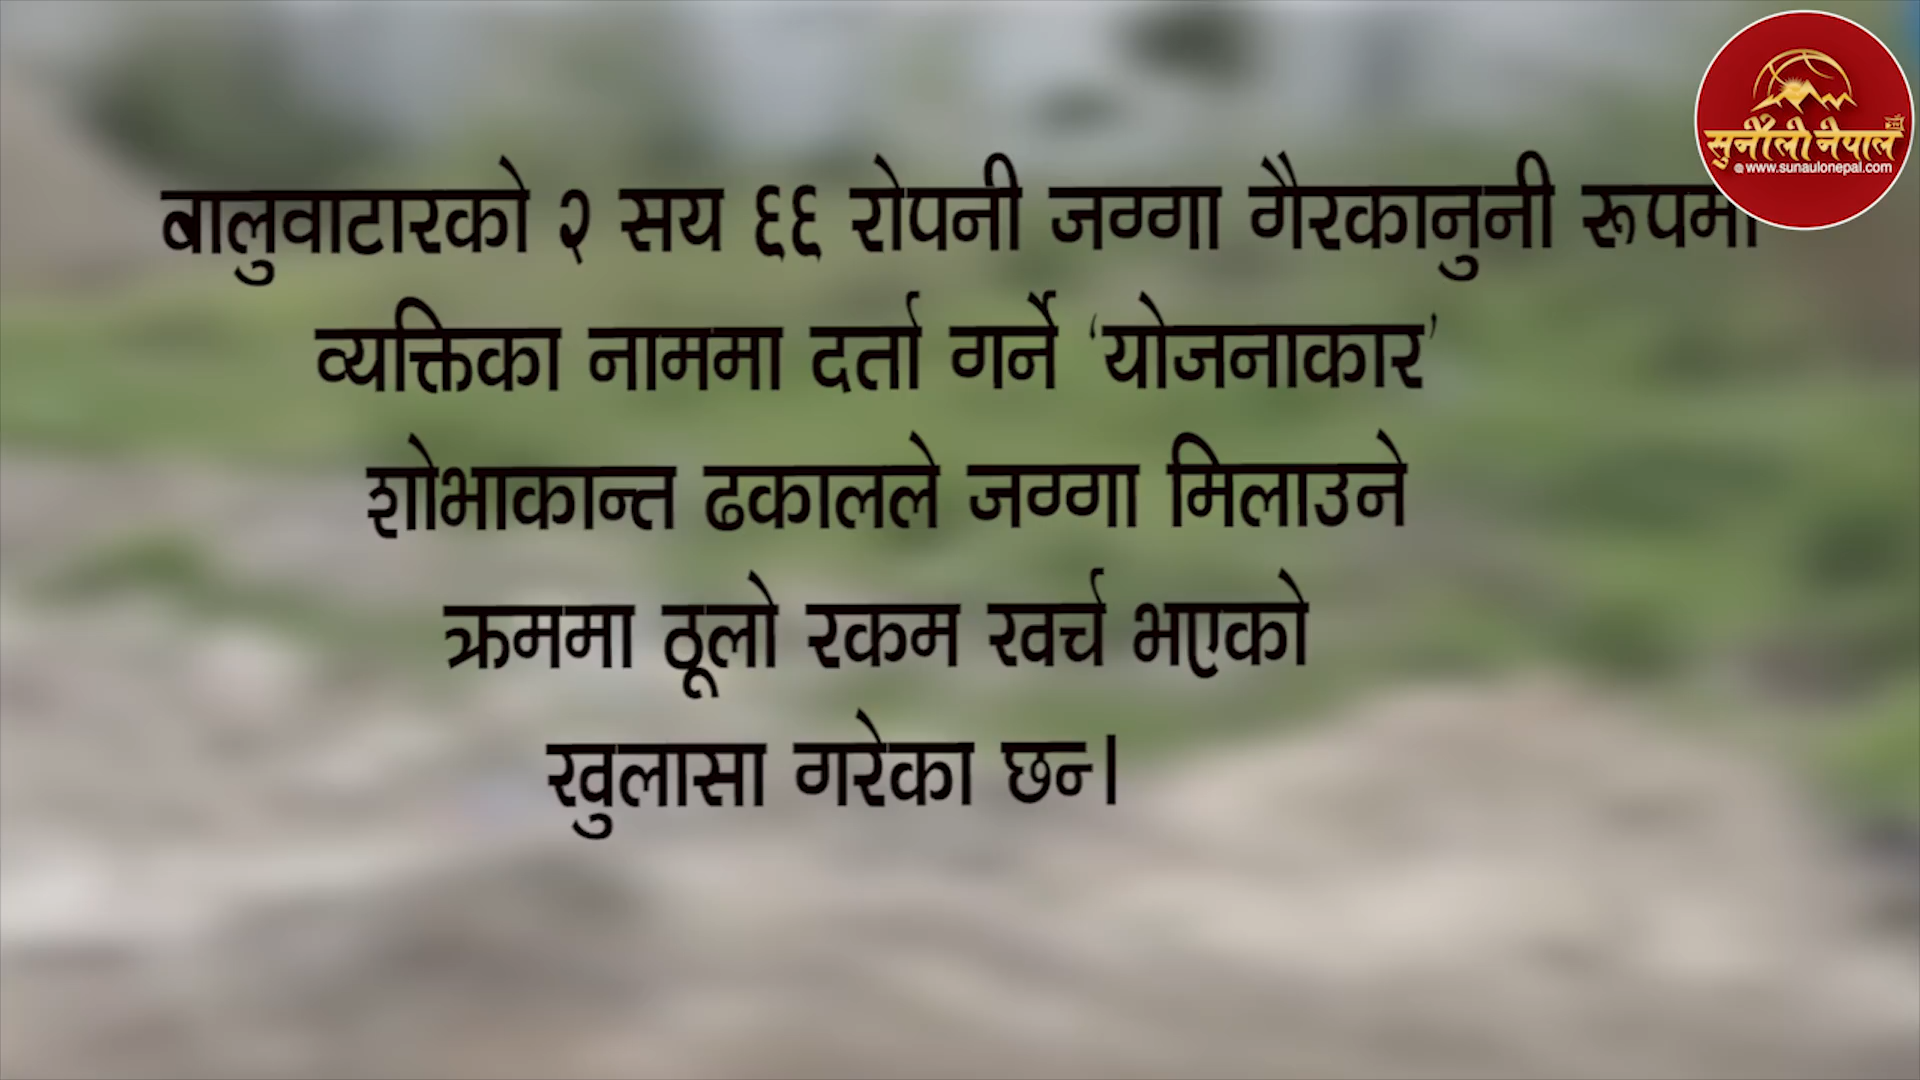 बालुवाटारको २ सय ६६ रोपनी जग्गा गैरकानुनी रूपमा
व्यक्तिका नाममा दर्ता गर्ने ‘योजनाकार’
शोभाकान्त ढकालले जग्गा मिलाउने
क्रममा ठूलो रकम खर्च भएको
खुलासा गरेका छन्।
सुनौलो नेपाल
www.sunaulonepal.com